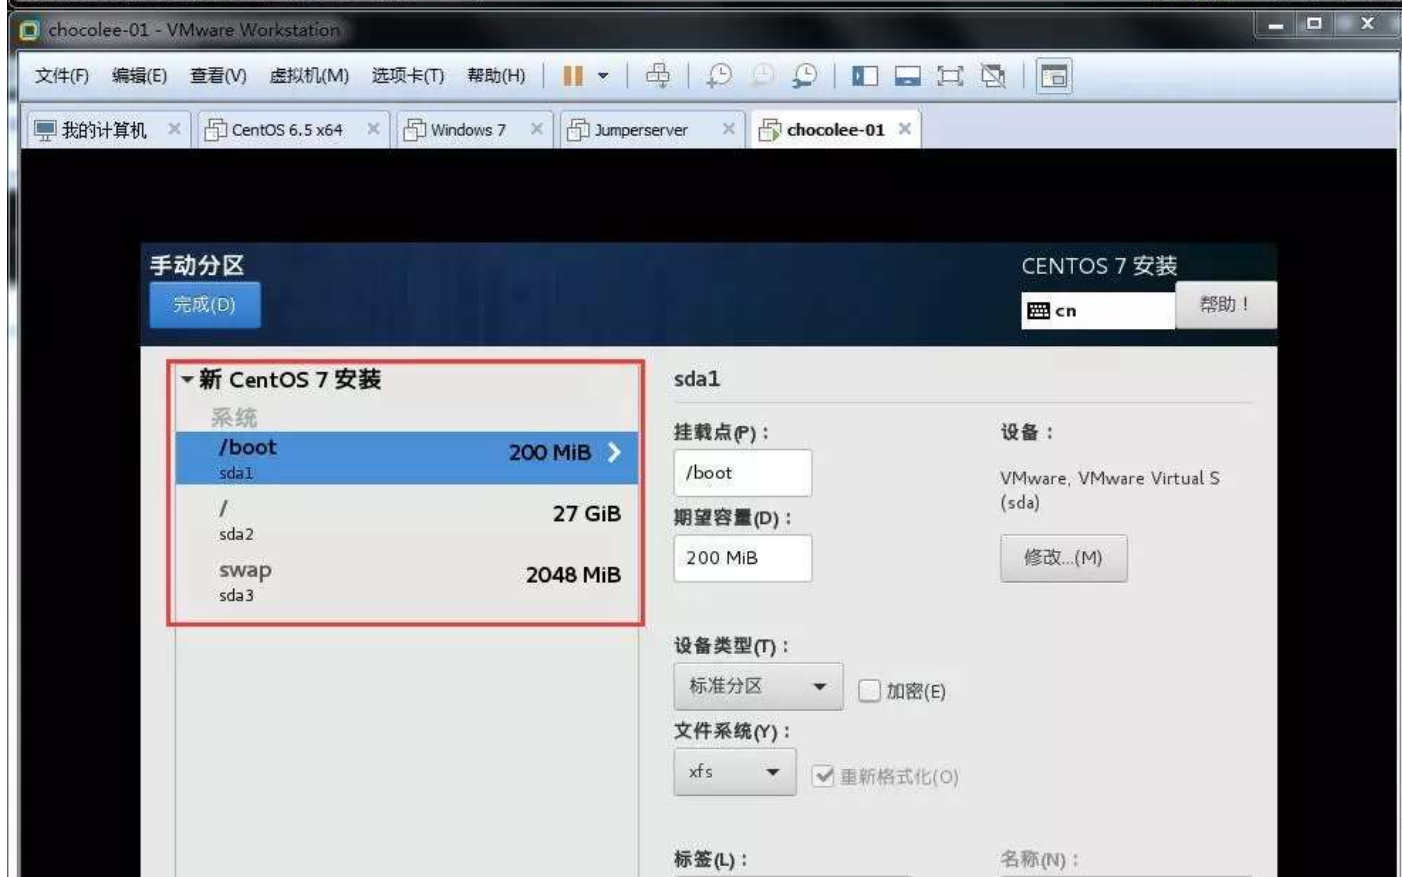 chocolee-01 - VMware Workstation
文件(F) 编辑(E) 查看(V) 虚拟机(M) 选项卡(T) 帮助(H)
我的计算机 CentOS 6.5 x64 Windows 7 Jumperserver chocolee-01
手动分区 CENTOS 7 安装
完成(D) cn 帮助！
新 CentOS 7 安装
系统
/boot 200 MiB
sda1
/ 27 GiB
sda2
swap 2048 MiB
sda3
sda1
挂载点(P)： 设备：
/boot VMware, VMware Virtual S
(sda)
期望容量(D)：
200 MiB 修改...(M)
设备类型(T)：
标准分区 加密(E)
文件系统(Y)：
xfs 重新格式化(O)
标签(L)： 名称(N)：